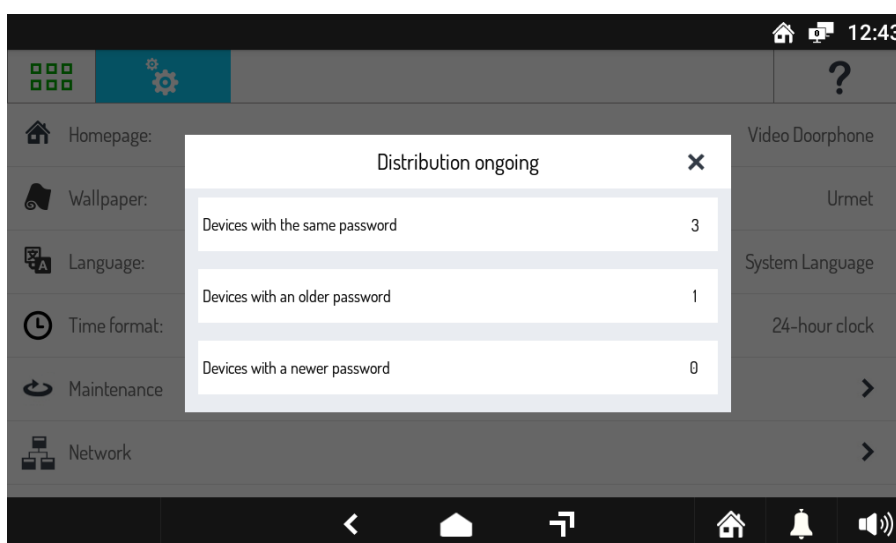 12:43
?
Homepage:
Video Doorphone
Distribution ongoing
Wallpaper:
Urmet
Devices with the same password 3
Language:
System Language
Devices with an older password 1
Time format:
24-hour clock
Devices with a newer password 0
Maintenance
Network